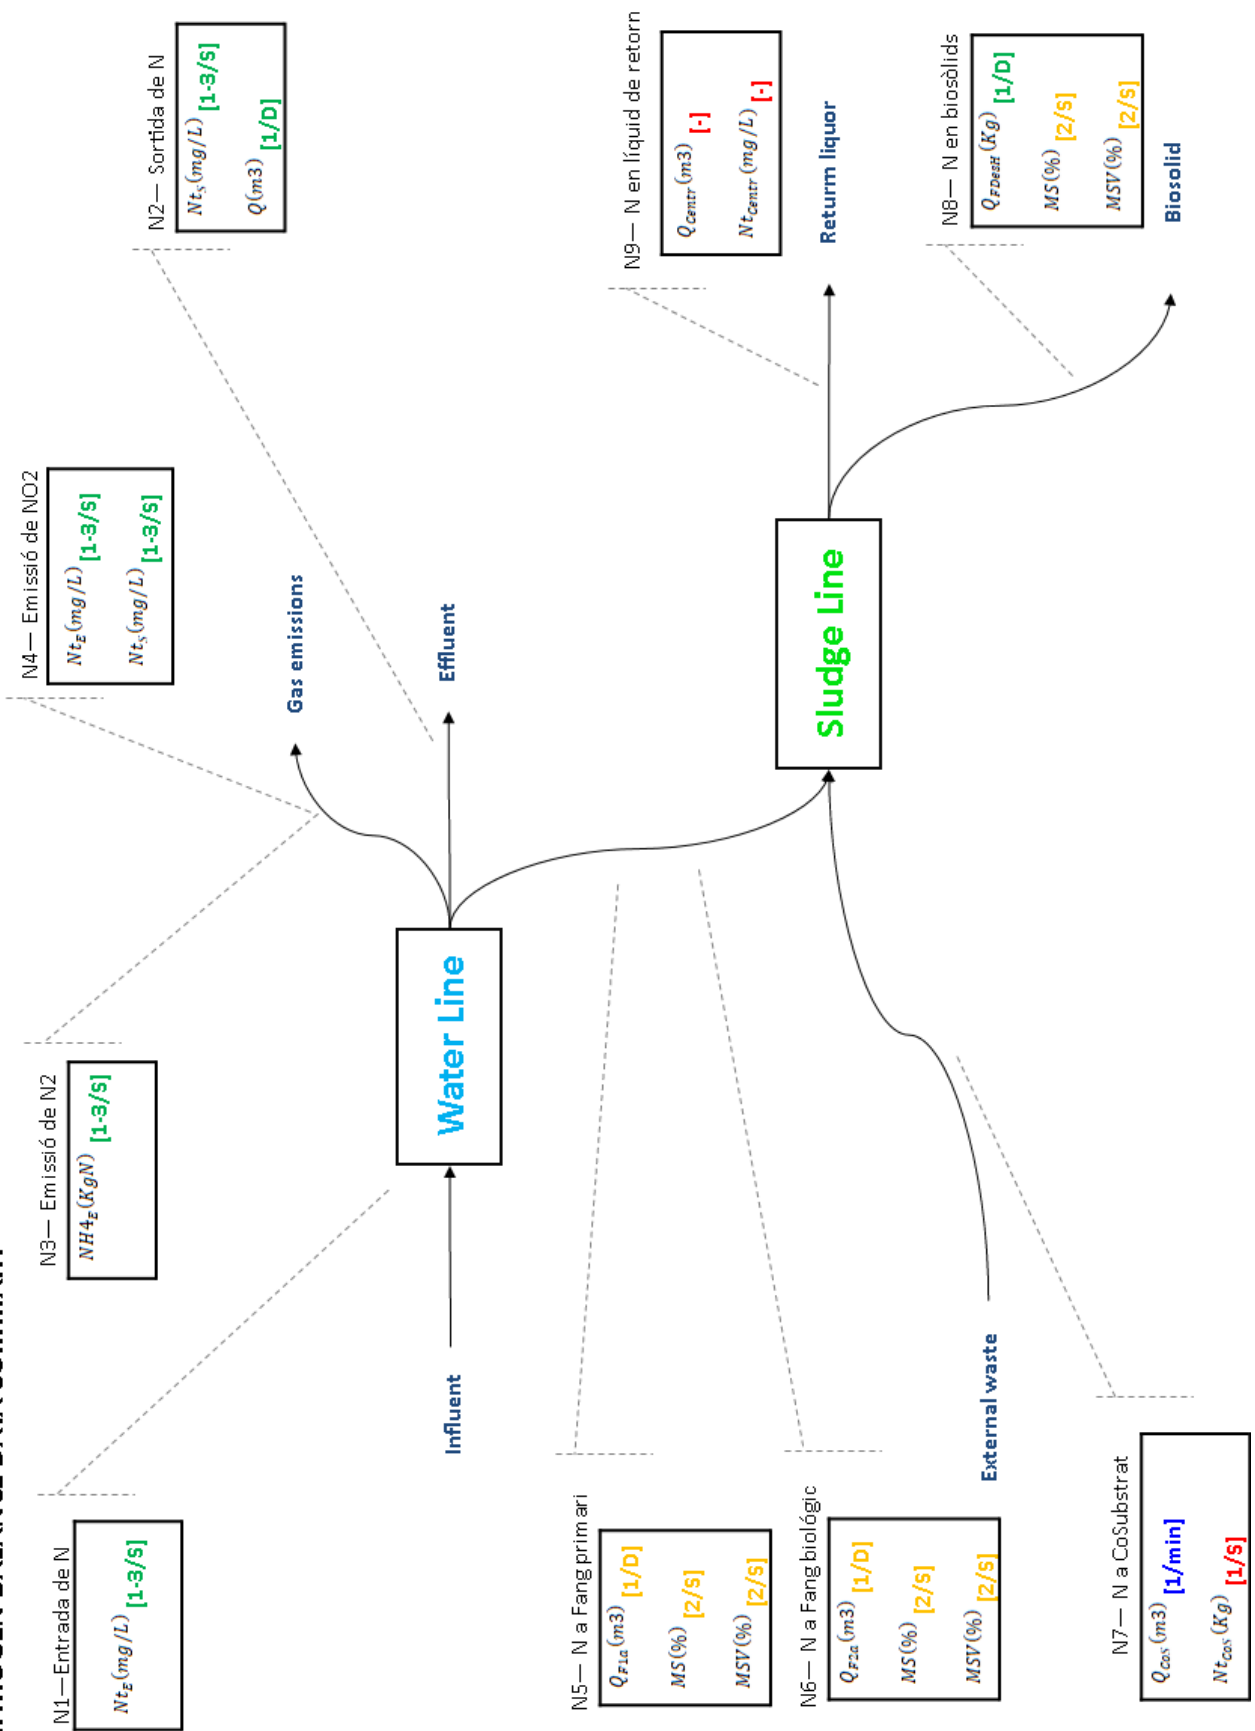 N1—Entrada de N
Nt_E(mg/L) [1-3/S]
N3— Emissió de N2
NH4_E(KgN) [1-3/S]
N4— Emissió de NO2
Nt_E(mg/L) [1-3/S]
Nt_S(mg/L) [1-3/S]
N2— Sortida de N
Nt_S(mg/L) [1-3/S]
Q(m3) [1/D]
Gas emissions
Influent
Water Line
Effluent
N5— N a Fang primari
Q_F1a(m3) [1/D]
MS(%) [2/S]
MSV(%) [2/S]
N9— N en líquid de retorn
Q_Centr(m3) [-]
Nt_Centr(mg/L) [-]
N6— N a Fang biológic
Q_F2a(m3) [1/D]
MS(%) [2/S]
MSV(%) [2/S]
Sludge Line
Returm liquor
External waste
N8— N en biosòlids
Q_FDesH(Kg) [1/D]
MS(%) [2/S]
MSV(%) [2/S]
N7— N a CoSubstrat
Q_CoS(m3) [1/min]
Nt_CoS(Kg) [1/S]
Biosolid